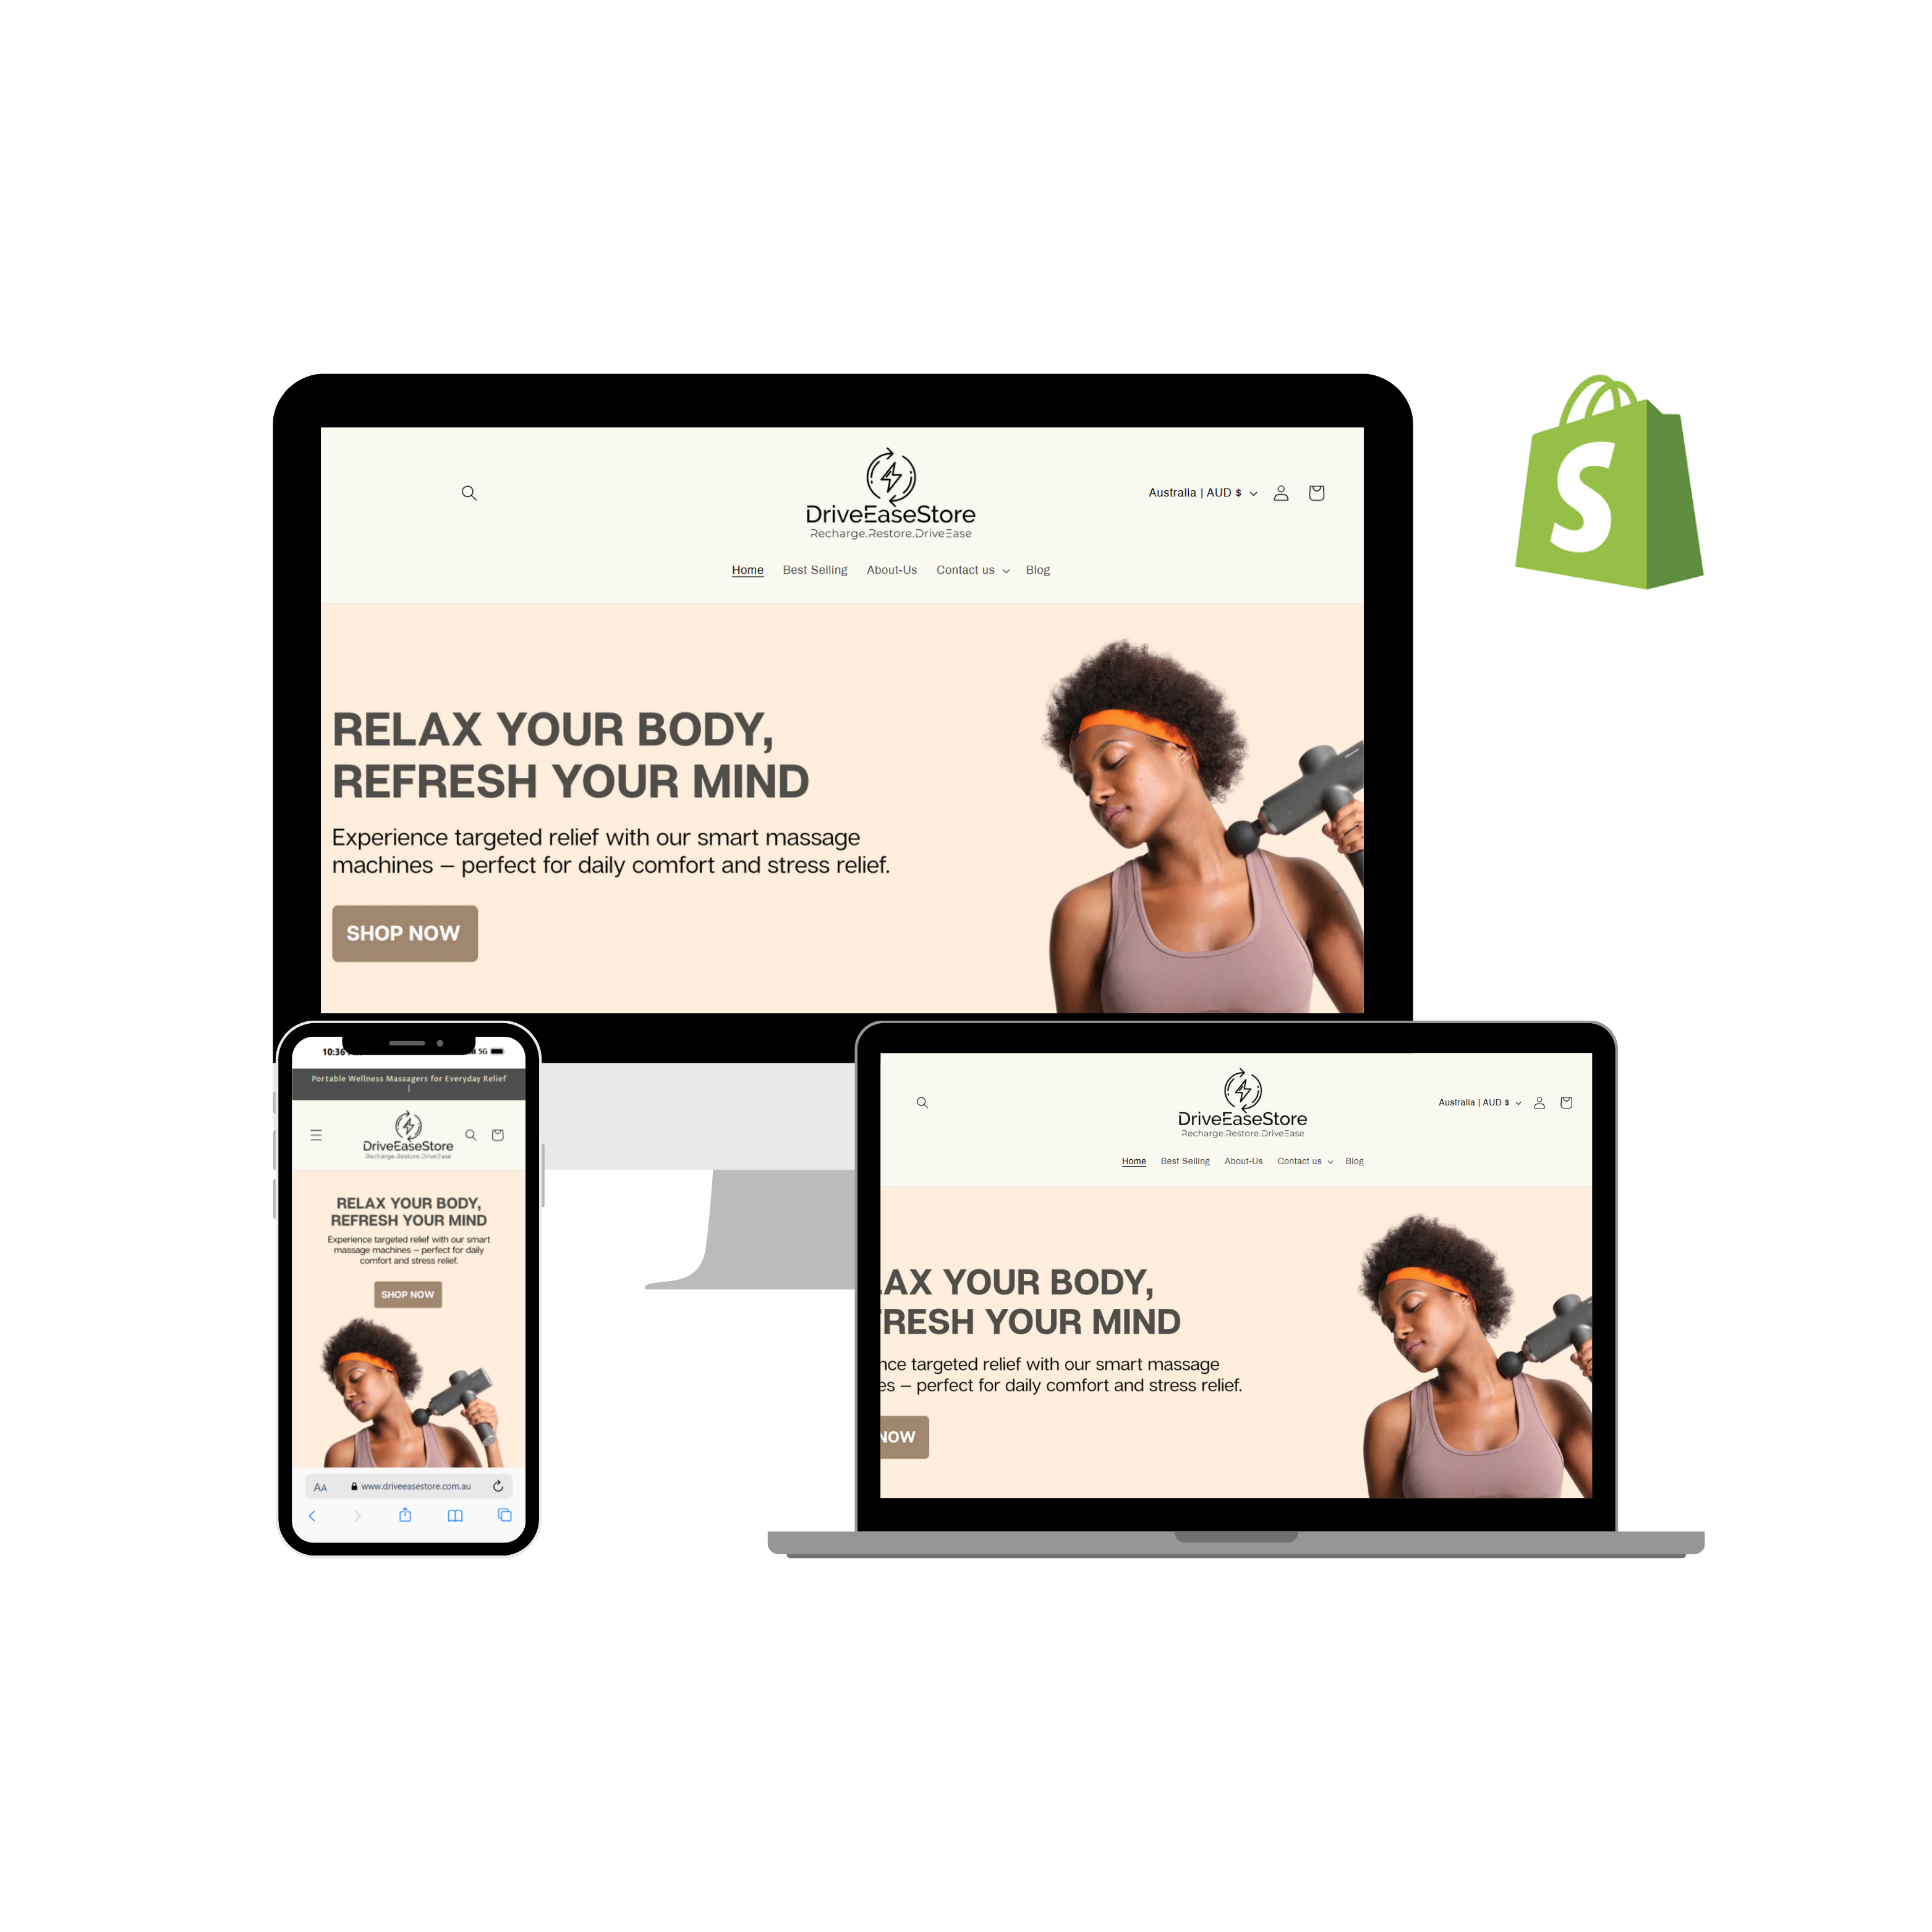 DriveEaseStore
Recharge.Restore.DriveEase
Australia | AUD $
Home Best Selling About-Us Contact us Blog
RELAX YOUR BODY,
REFRESH YOUR MIND
Experience targeted relief with our smart massage
machines – perfect for daily comfort and stress relief.
SHOP NOW
S
10:36
5G
Portable Wellness Massagers for Everyday Relief
DriveEaseStore
Recharge.Restore.DriveEase
RELAX YOUR BODY,
REFRESH YOUR MIND
Experience targeted relief with our smart
massage machines – perfect for daily
comfort and stress relief.
SHOP NOW
AA www.driveeasestore.com.au
DriveEaseStore
Recharge.Restore.DriveEase
Australia | AUD $
Home Best Selling About-Us Contact us Blog
AX YOUR BODY,
RESH YOUR MIND
nce targeted relief with our smart massage
es – perfect for daily comfort and stress relief.
NOW